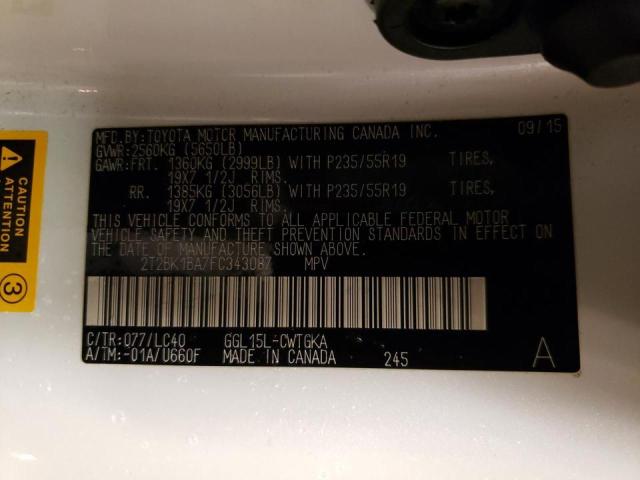 MFD.BY:TOYOTA MOTOR MANUFACTURING CANADA INC. 09/15
GVWR:2560KG (5650LB)
GAWR:FRT. 1360KG (2999LB) WITH P235/55R19 TIRES,
19X7 1/2J RIMS.
RR. 1385KG (3056LB) WITH P235/55R19 TIRES,
19X7 1/2J RIMS.
THIS VEHICLE CONFORMS TO ALL APPLICABLE FEDERAL MOTOR
VEHICLE SAFETY AND THEFT PREVENTION STANDARDS IN EFFECT ON
THE DATE OF MANUFACTURE SHOWN ABOVE.
2T2BK1BA7FC343087 MPV
C/TR:077/LC40 GGL15L-CWTGKA
A/TM:-01A/U660F MADE IN CANADA 245 A
CAUTION
ATTENTION
3